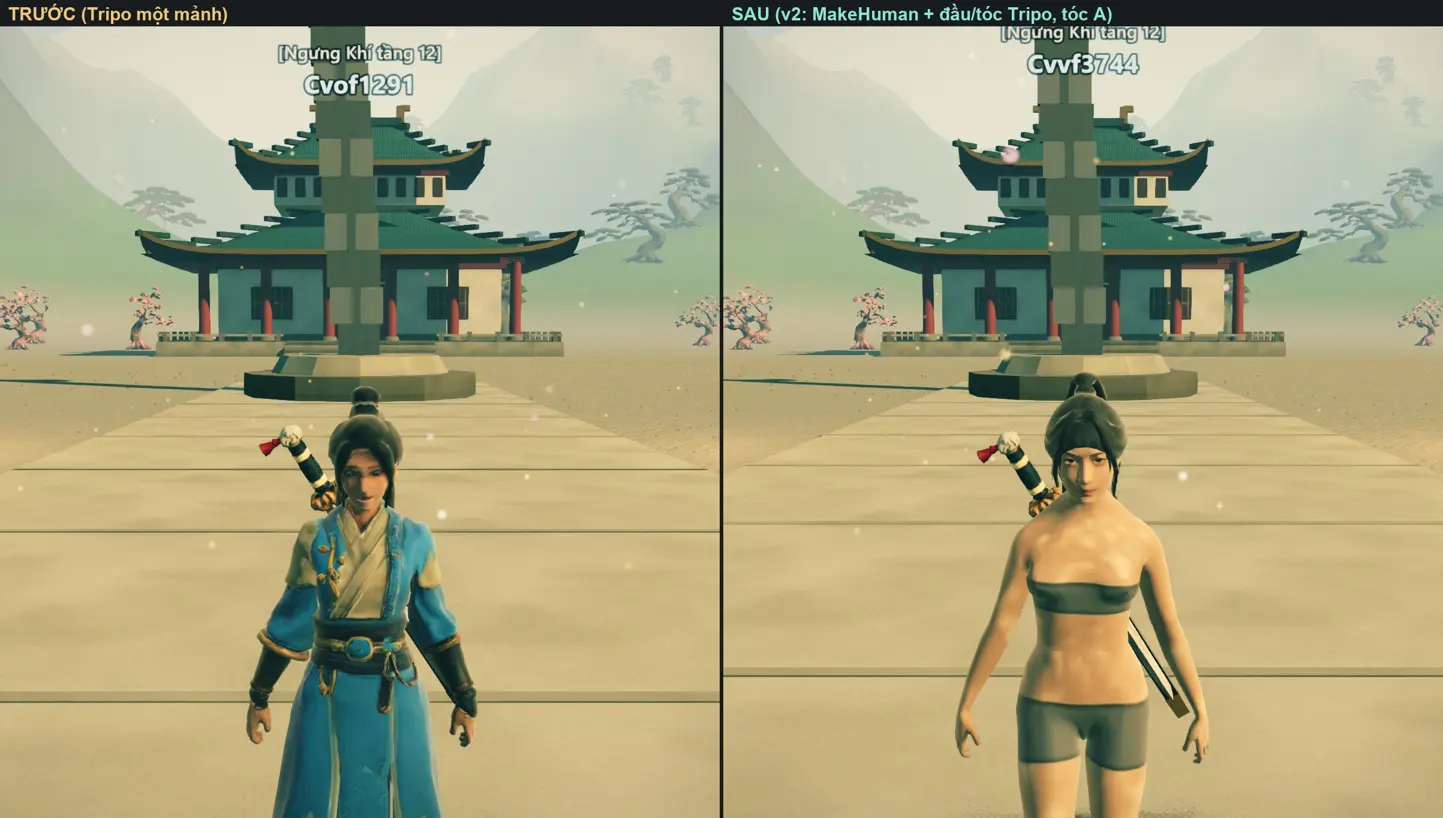 TRƯỚC (Tripo một mảnh)
[Ngưng Khí tầng 12]
Cvof1291
SAU (v2: MakeHuman + đầu/tóc Tripo, tóc A)
[Ngưng Khí tầng 12]
Cvvf3744